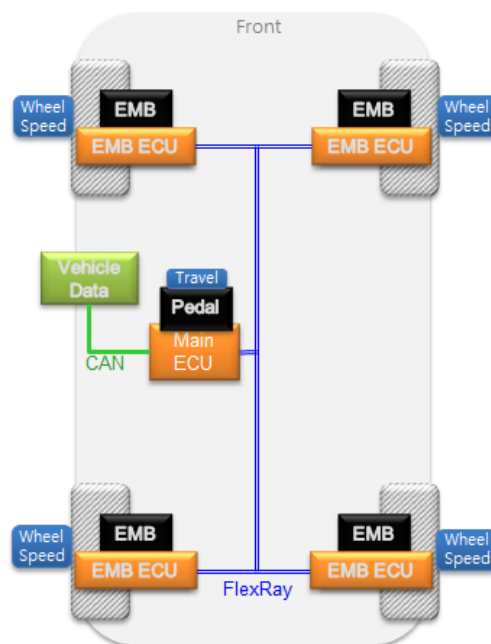 Front
Wheel
Speed
EMB
EMB ECU
EMB
EMB ECU
Wheel
Speed
Vehicle
Data
Travel
Pedal
Main
ECU
CAN
Wheel
Speed
EMB
EMB ECU
EMB
EMB ECU
Wheel
Speed
FlexRay